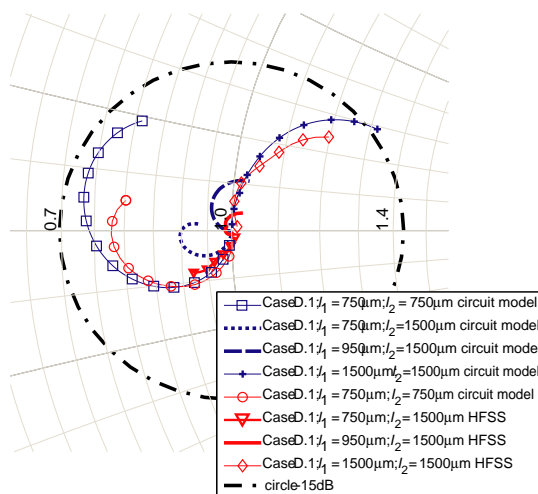 0.7
1.0
1.4
CaseD.1:l1 = 750μm;l2 = 750μm circuit model
CaseD.1:l1 = 750μm;l2=1500μm circuit model
CaseD.1:l1 = 950μm;l2=1500μm circuit model
CaseD.1:l1 = 1500μm;l2=1500μm circuit model
CaseD.1:l1 = 750μm;l2 = 750μm circuit model
CaseD.1:l1 = 750μm;l2 = 1500μm HFSS
CaseD.1:l1 = 950μm;l2 = 1500μm HFSS
CaseD.1:l1 = 1500μm;l2 = 1500μm HFSS
circle-15dB